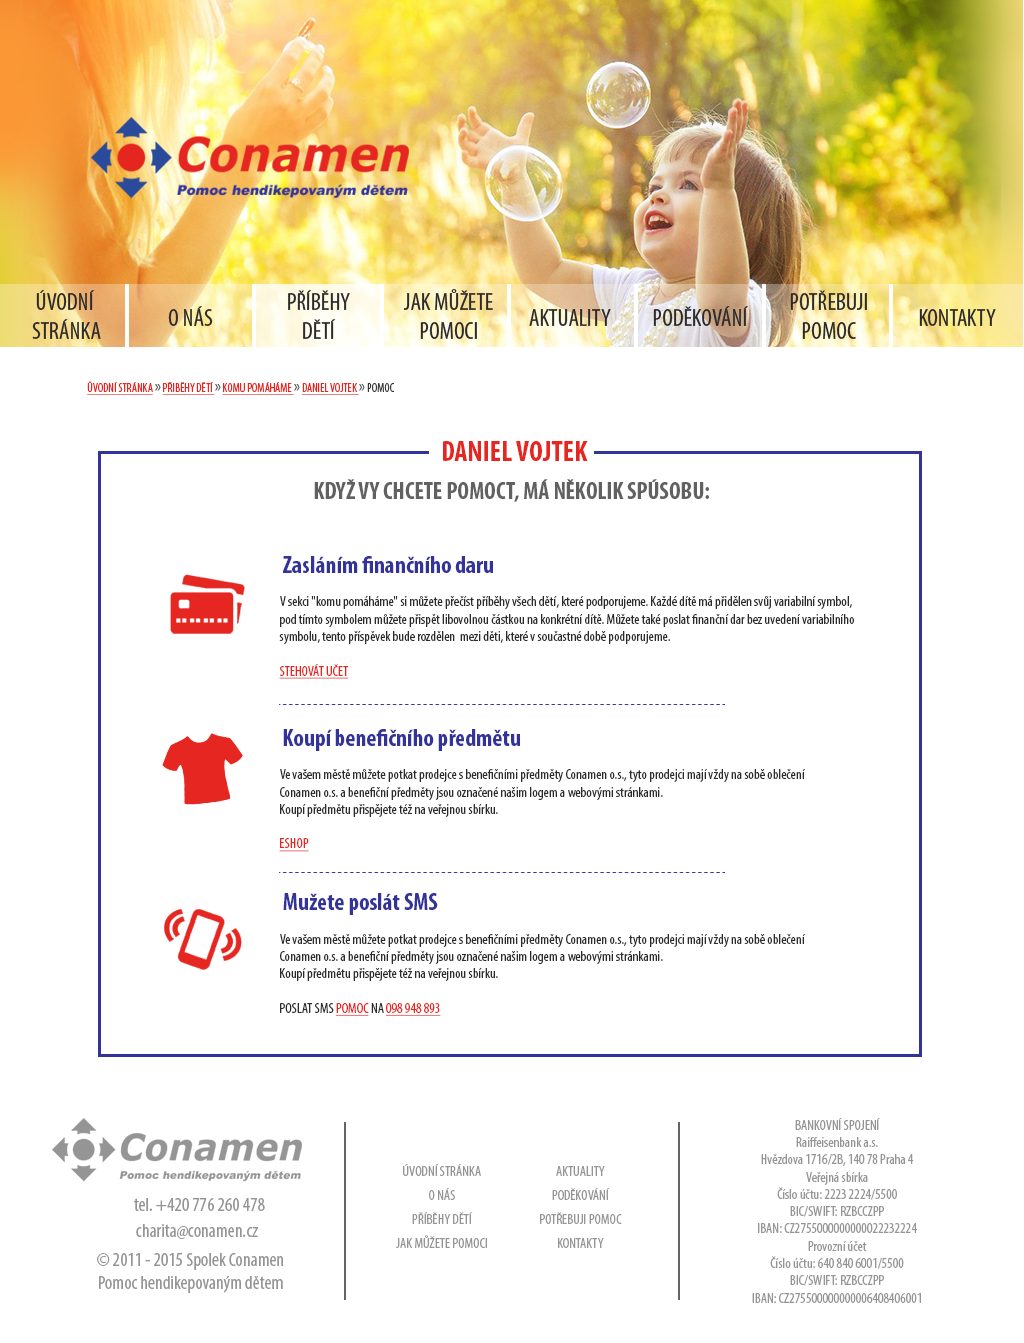 Conamen
Pomoc hendikepovaným dětem
ÚVODNÍ STRÁNKA
O NÁS
PŘÍBĚHY DĚTÍ
JAK MŮŽETE POMOCI
AKTUALITY
PODĚKOVÁNÍ
POTŘEBUJI POMOC
KONTAKTY
ÚVODNÍ STRÁNKA » PŘIBĚHY DĚTÍ » KOMU POMÁHÁME » DANIEL VOJTEK » POMOC
DANIEL VOJTEK
KDYŽ VY CHCETE POMOCT, MÁ NĚKOLIK SPÚSOBU:
Zasláním finančního daru
V sekci "komu pomáháme" si můžete přečíst příběhy všech dětí, které podporujeme. Každé dítě má přidělen svůj variabilní symbol,
pod tímto symbolem můžete přispět libovolnou částkou na konkrétní dítě. Můžete také poslat finanční dar bez uvedení variabilního
symbolu, tento příspěvek bude rozdělen mezi děti, které v součastné době podporujeme.
STEHOVÁT UČET
Koupí benefičního předmětu
Ve vašem městě můžete potkat prodejce s benefičními předměty Conamen o.s., tyto prodejci mají vždy na sobě oblečení
Conamen o.s. a benefiční předměty jsou označené našim logem a webovými stránkami.
Koupí předmětu přispějete též na veřejnou sbírku.
ESHOP
Mužete poslát SMS
Ve vašem městě můžete potkat prodejce s benefičními předměty Conamen o.s., tyto prodejci mají vždy na sobě oblečení
Conamen o.s. a benefiční předměty jsou označené našim logem a webovými stránkami.
Koupí předmětu přispějete též na veřejnou sbírku.
POSLAT SMS POMOC NA 098 948 893
Conamen
Pomoc hendikepovaným dětem
tel. +420 776 260 478
charita@conamen.cz
© 2011 - 2015 Spolek Conamen
Pomoc hendikepovaným dětem
ÚVODNÍ STRÁNKA
O NÁS
PŘÍBĚHY DĚTÍ
JAK MŮŽETE POMOCI
AKTUALITY
PODĚKOVÁNÍ
POTŘEBUJI POMOC
KONTAKTY
BANKOVNÍ SPOJENÍ
Raiffeisenbank a.s.
Hvězdova 1716/2B, 140 78 Praha 4
Veřejná sbírka
Číslo účtu: 2223 2224/5500
BIC/SWIFT: RZBCCZPP
IBAN: CZ2755000000000022232224
Provozní účet
Číslo účtu: 640 840 6001/5500
BIC/SWIFT: RZBCCZPP
IBAN: CZ275500000000006408406001